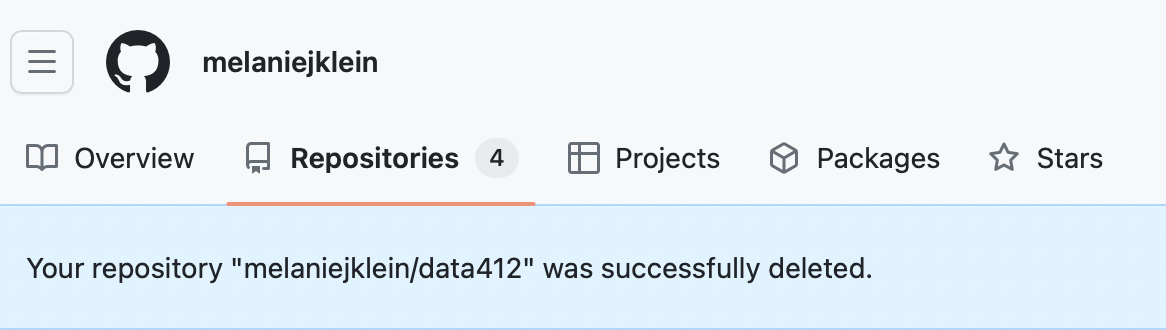 melaniejklein
Overview Repositories 4 Projects Packages Stars
Your repository "melaniejklein/data412" was successfully deleted.